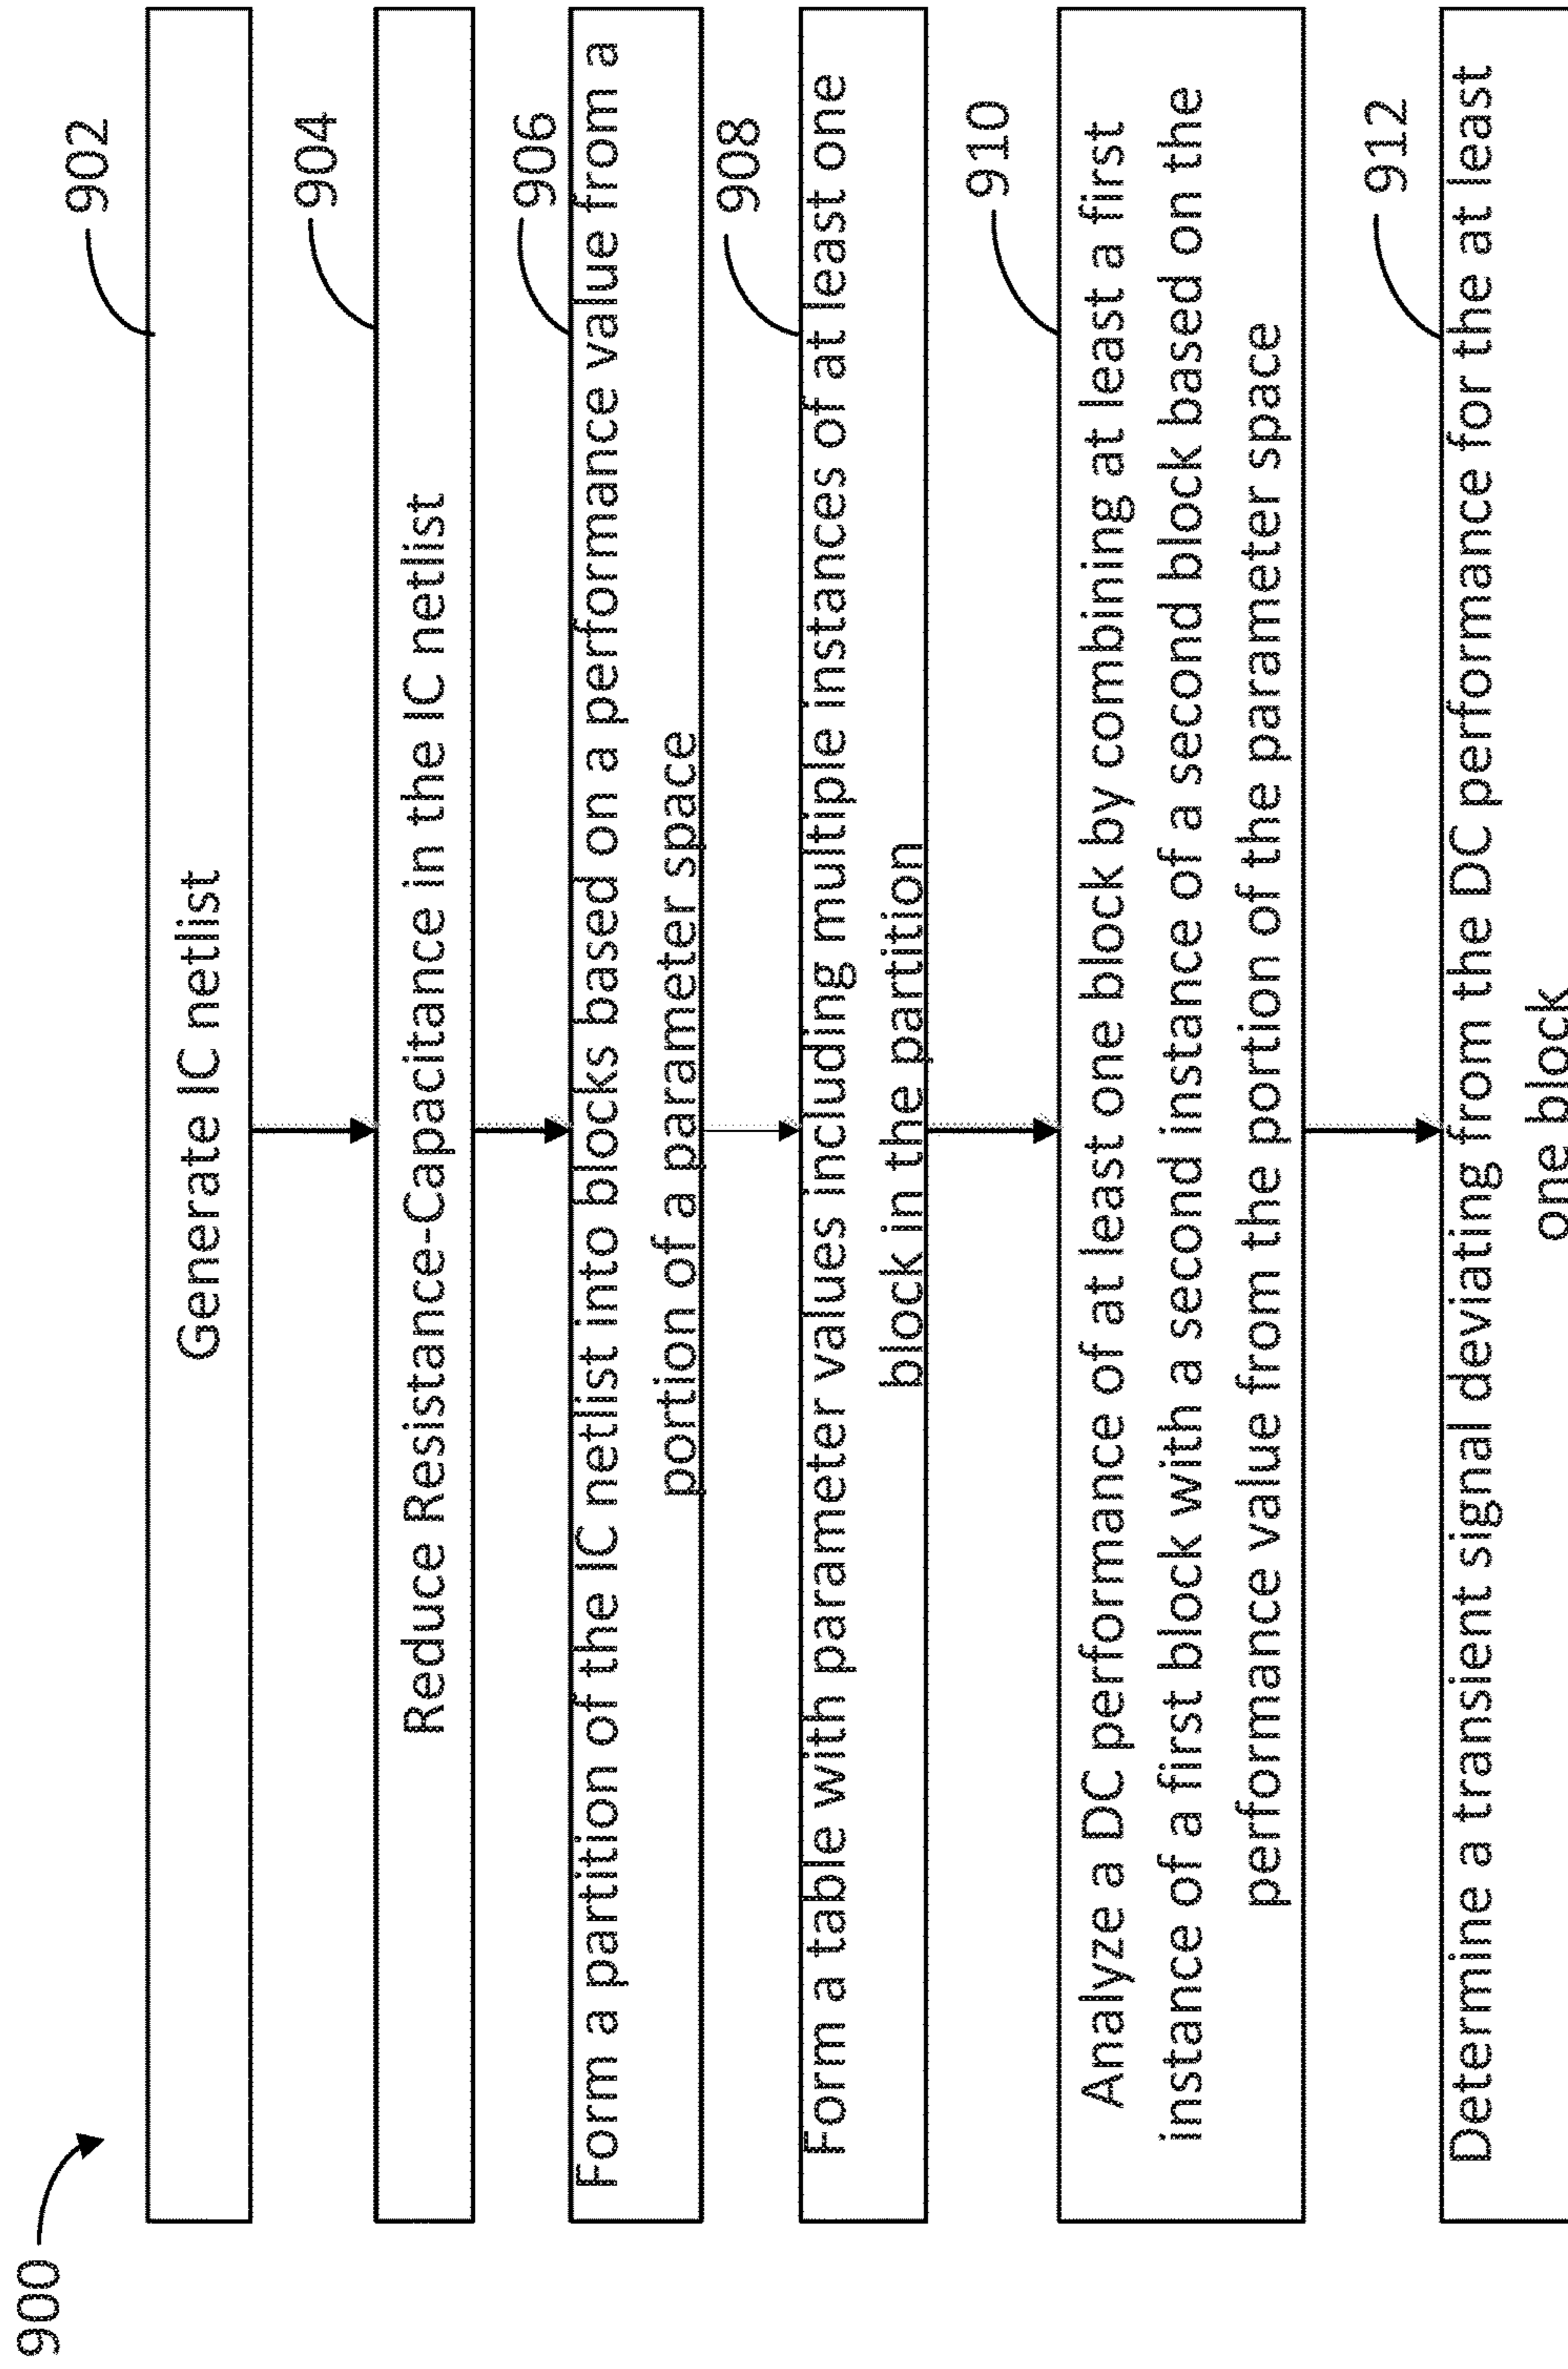 900
902
Generate IC netlist
904
Reduce Resistance-Capacitance in the IC netlist
906
Form a partition of the IC netlist into blocks based on a performance value from a
portion of a parameter space
908
Form a table with parameter values including multiple instances of at least one
block in the partition
910
Analyze a DC performance of at least one block by combining at least a first
instance of a first block with a second instance of a second block based on the
performance value from the portion of the parameter space
912
Determine a transient signal deviating from the DC performance for the at least
one block